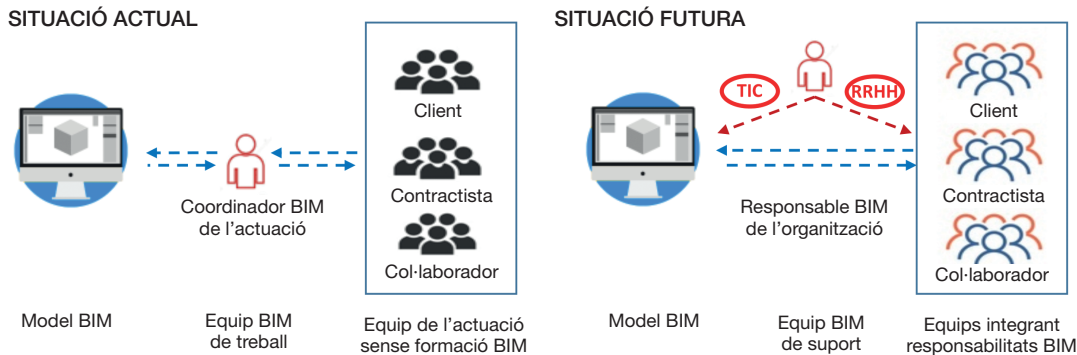 SITUACIÓ ACTUAL
Client
Contractista
Col·laborador
Coordinador BIM
de l'actuació
Model BIM
Equip BIM
de treball
Equip de l'actuació
sense formació BIM
SITUACIÓ FUTURA
TIC
RRHH
Client
Contractista
Col·laborador
Responsable BIM
de l'organització
Model BIM
Equip BIM
de suport
Equips integrant
responsabilitats BIM